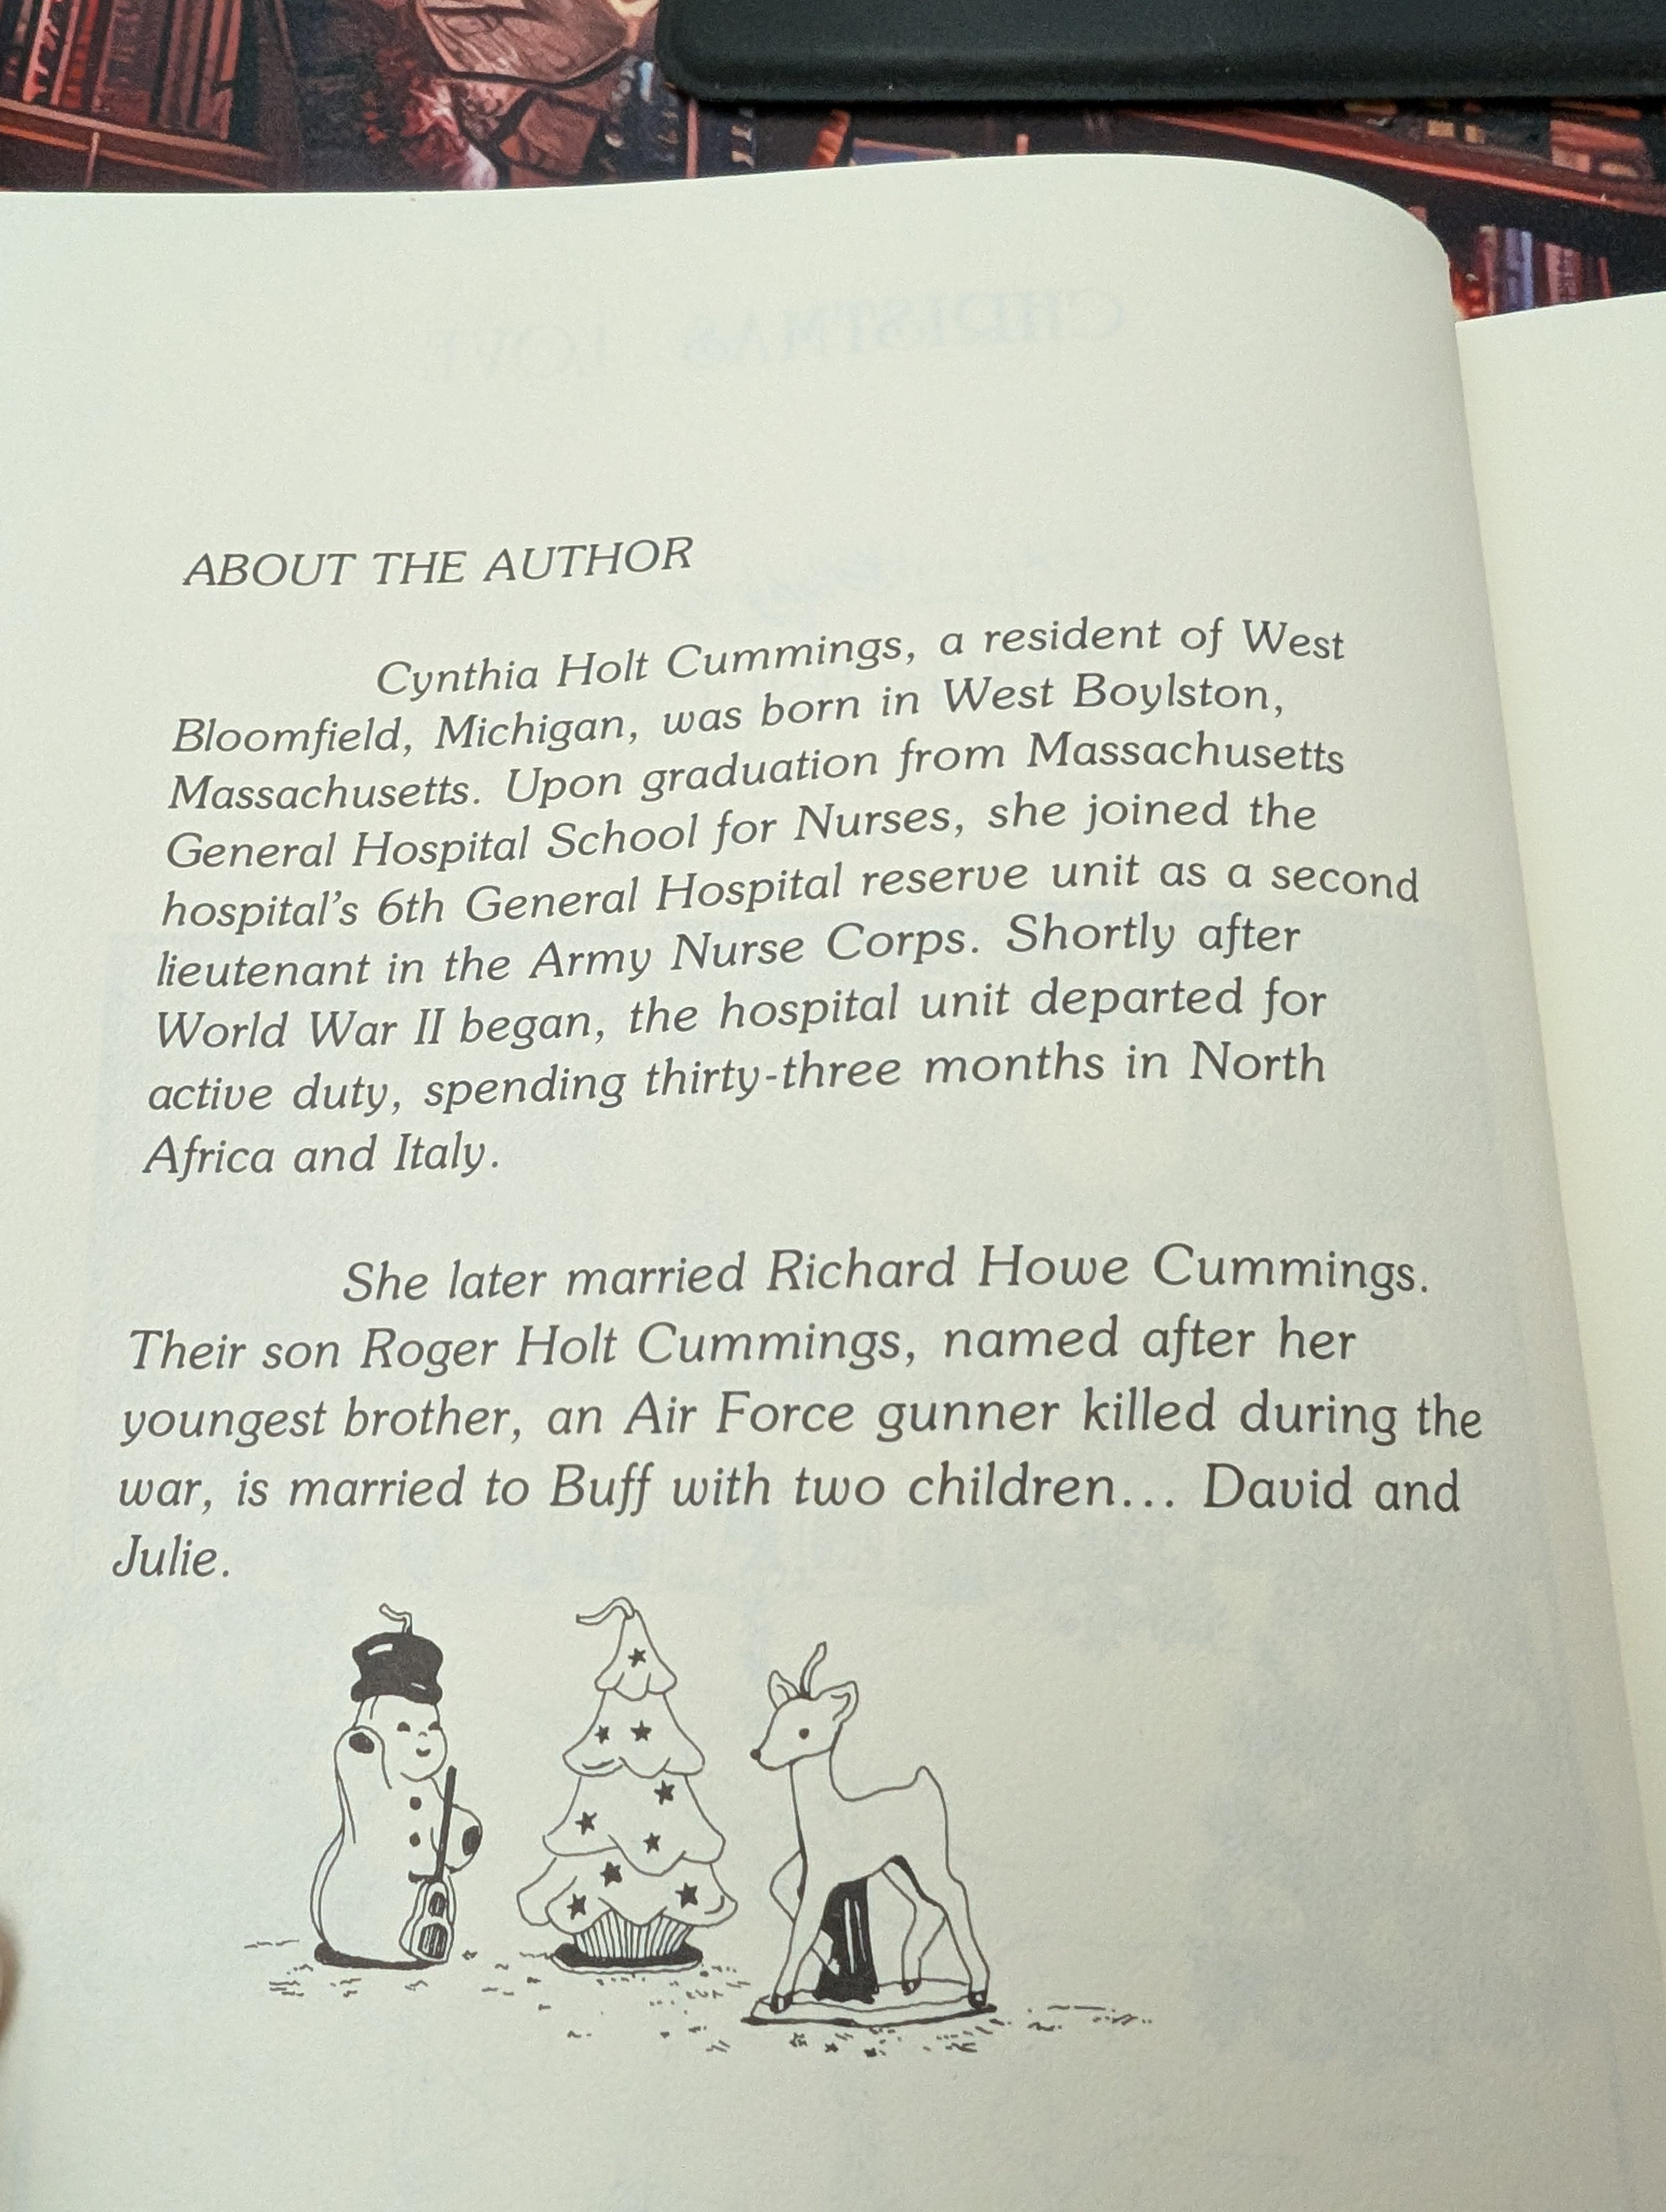 ABOUT THE AUTHOR
Cynthia Holt Cummings, a resident of West
Bloomfield, Michigan, was born in West Boylston,
Massachusetts. Upon graduation from Massachusetts
General Hospital School for Nurses, she joined the
hospital's 6th General Hospital reserve unit as a second
lieutenant in the Army Nurse Corps. Shortly after
World War II began, the hospital unit departed for
active duty, spending thirty-three months in North
Africa and Italy.
She later married Richard Howe Cummings.
Their son Roger Holt Cummings, named after her
youngest brother, an Air Force gunner killed during the
war, is married to Buff with two children... David and
Julie.